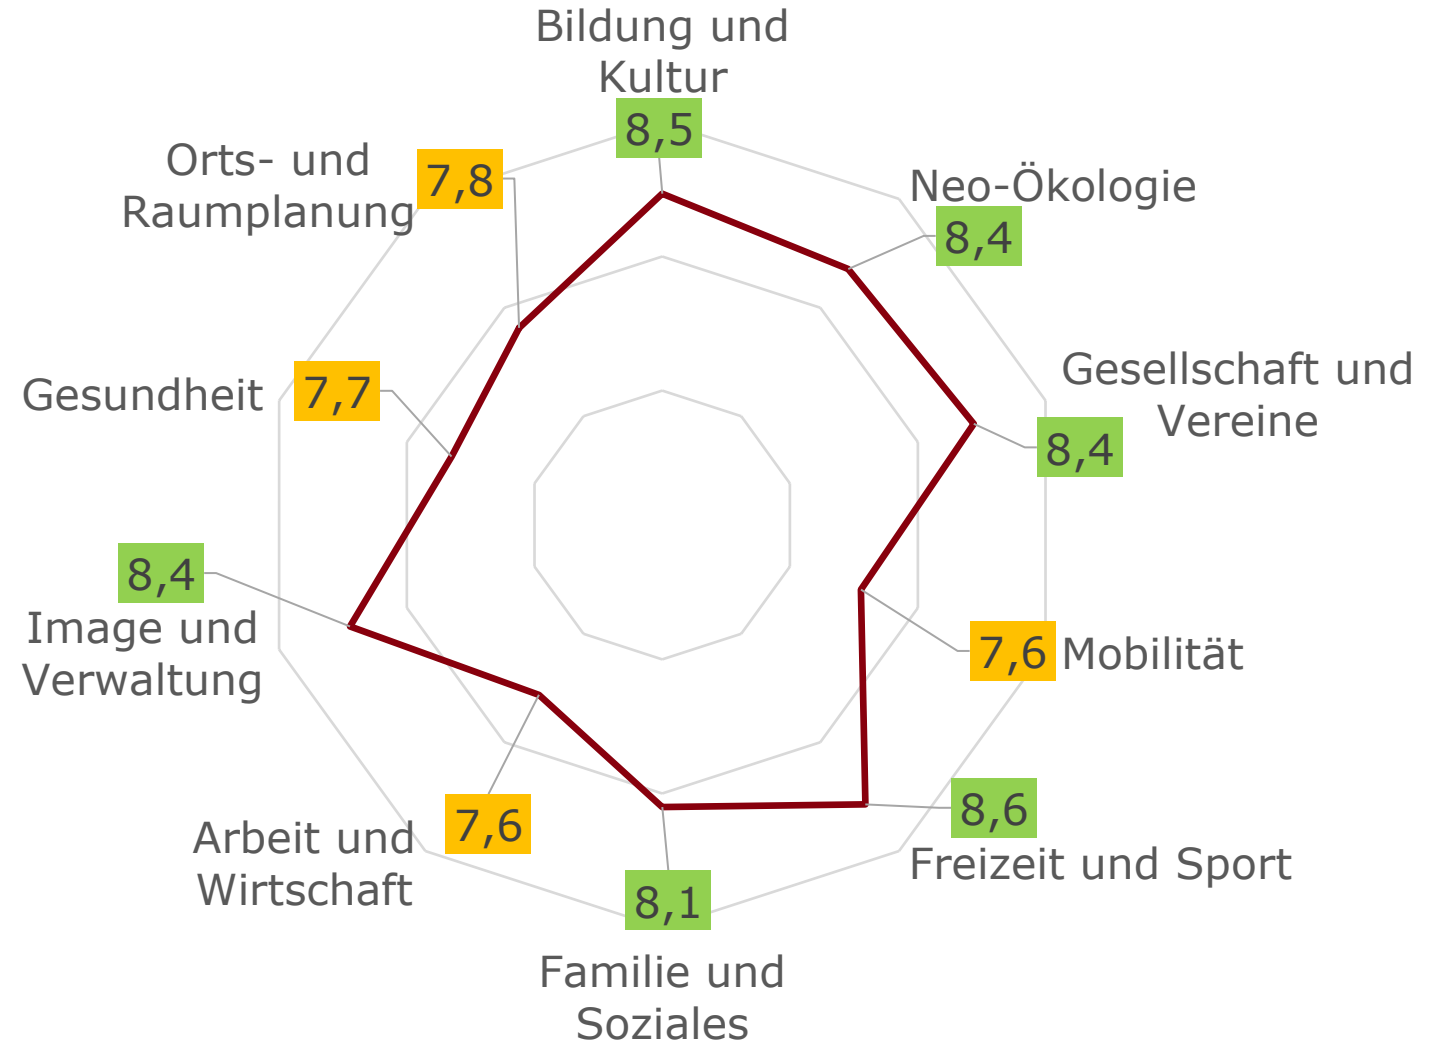 Bildung und
Kultur
8,5
Neo-Ökologie
8,4
Gesellschaft und
Vereine
8,4
Mobilität
7,6
Freizeit und Sport
8,6
Familie und
Soziales
8,1
Arbeit und
Wirtschaft
7,6
Image und
Verwaltung
8,4
Gesundheit
7,7
Orts- und
Raumplanung
7,8